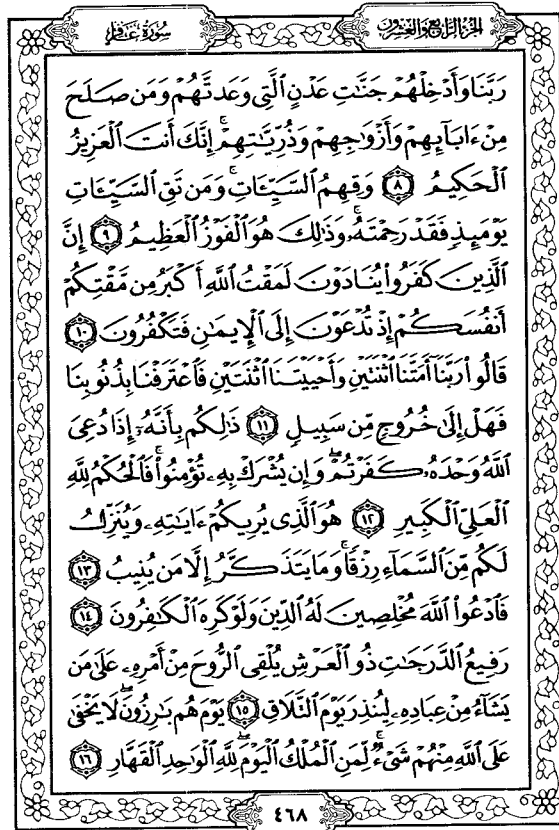 سُورَةُ غَافِرٍ
الجُزْءُ الرَّابِعُ وَالعِشْرُونَ
رَبَّنَا وَأَدْخِلْهُمْ جَنَّٰتِ عَدْنٍ ٱلَّتِى وَعَدتَّهُمْ وَمَن صَلَحَ
مِنْ ءَابَآئِهِمْ وَأَزْوَٰجِهِمْ وَذُرِّيَّٰتِهِمْ ۚ إِنَّكَ أَنتَ ٱلْعَزِيزُ
ٱلْحَكِيمُ ٨ وَقِهِمُ ٱلسَّيِّـَٔاتِ ۚ وَمَن تَقِ ٱلسَّيِّـَٔاتِ
يَوْمَئِذٍ فَقَدْ رَحِمْتَهُۥ ۚ وَذَٰلِكَ هُوَ ٱلْفَوْزُ ٱلْعَظِيمُ ٩ إِنَّ
ٱلَّذِينَ كَفَرُوا۟ يُنَادَوْنَ لَمَقْتُ ٱللَّهِ أَكْبَرُ مِن مَّقْتِكُمْ
أَنفُسَكُمْ إِذْ تُدْعَوْنَ إِلَى ٱلْإِيمَٰنِ فَتَكْفُرُونَ ١٠
قَالُوا۟ رَبَّنَآ أَمَتَّنَا ٱثْنَتَيْنِ وَأَحْيَيْتَنَا ٱثْنَتَيْنِ فَٱعْتَرَفْنَا بِذُنُوبِنَا
فَهَلْ إِلَىٰ خُرُوجٍ مِّن سَبِيلٍ ١١ ذَٰلِكُم بِأَنَّهُۥٓ إِذَا دُعِىَ
ٱللَّهُ وَحْدَهُۥ كَفَرْتُمْ ۖ وَإِن يُشْرَكْ بِهِۦ تُؤْمِنُوا۟ ۚ فَٱلْحُكْمُ لِلَّهِ
ٱلْعَلِىِّ ٱلْكَبِيرِ ١٢ هُوَ ٱلَّذِى يُرِيكُمْ ءَايَٰتِهِۦ وَيُنَزِّلُ
لَكُم مِّنَ ٱلسَّمَآءِ رِزْقًا ۚ وَمَا يَتَذَكَّرُ إِلَّا مَن يُنِيبُ ١٣
فَٱدْعُوا۟ ٱللَّهَ مُخْلِصِينَ لَهُ ٱلدِّينَ وَلَوْ كَرِهَ ٱلْكَٰفِرُونَ ١٤
رَفِيعُ ٱلدَّرَجَٰتِ ذُو ٱلْعَرْشِ يُلْقِى ٱلرُّوحَ مِنْ أَمْرِهِۦ عَلَىٰ مَن
يَشَآءُ مِنْ عِبَادِهِۦ لِيُنذِرَ يَوْمَ ٱلتَّلَاقِ ١٥ يَوْمَ هُم بَٰرِزُونَ ۖ لَا يَخْفَىٰ
عَلَى ٱللَّهِ مِنْهُمْ شَىْءٌ ۚ لِّمَنِ ٱلْمُلْكُ ٱلْيَوْمَ ۖ لِلَّهِ ٱلْوَٰحِدِ ٱلْقَهَّارِ ١٦
٤٦٨